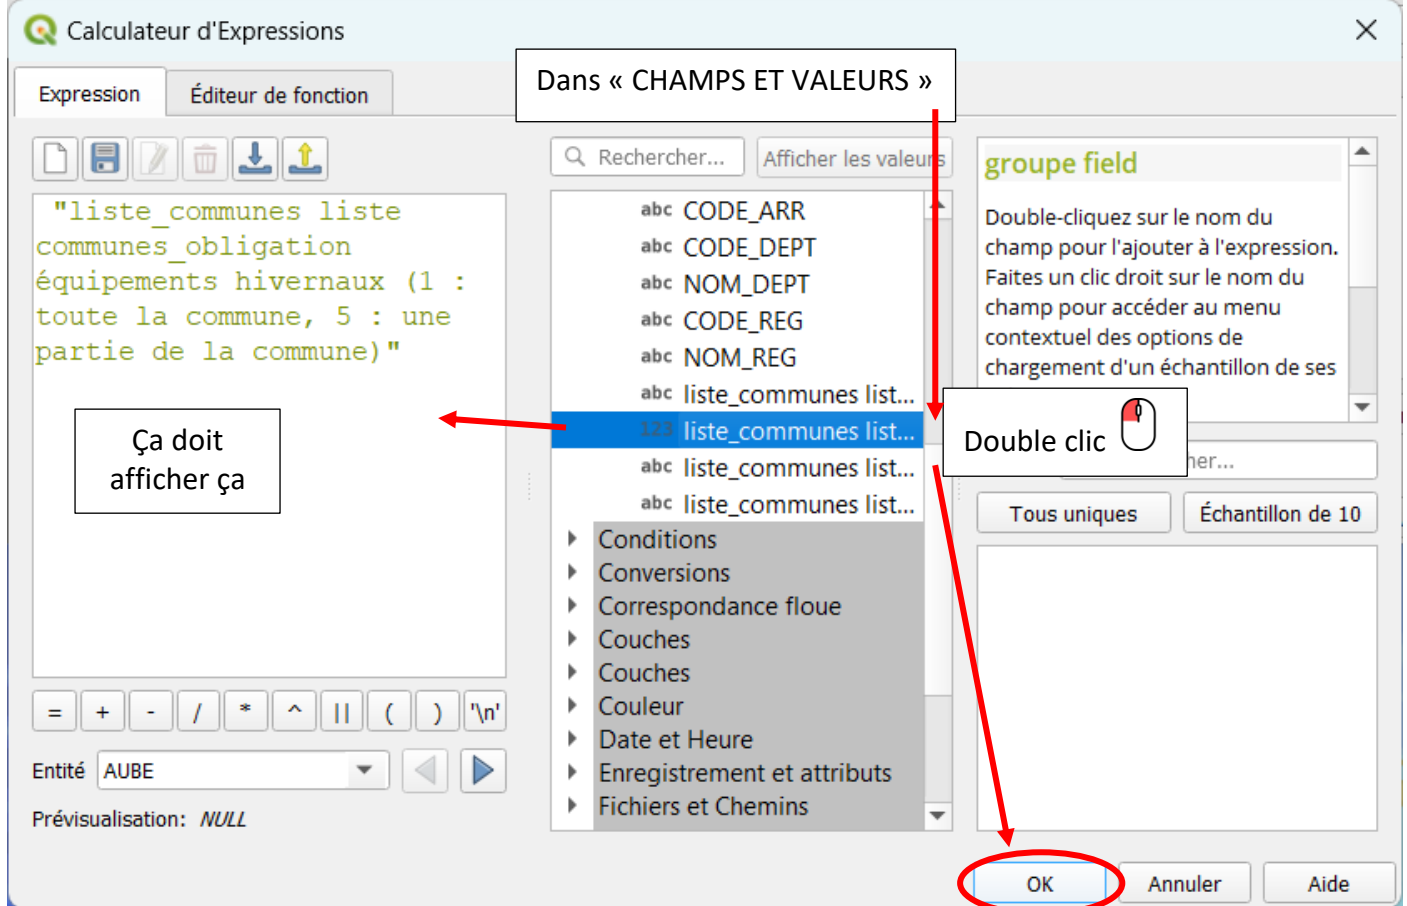 Calculateur d'Expressions
Dans « CHAMPS ET VALEURS »
Expression
Éditeur de fonction
Rechercher...
Afficher les valeurs
"liste_communes liste
communes_obligation
équipements hivernaux (1 :
toute la commune, 5 : une
partie de la commune)"
Ça doit
afficher ça
= + - / * ^ || ( ) '\n'
Entité AUBE
Prévisualisation: NULL
abc CODE_ARR
abc CODE_DEPT
abc NOM_DEPT
abc CODE_REG
abc NOM_REG
abc liste_communes list...
123 liste_communes list...
abc liste_communes list...
abc liste_communes list...
Conditions
Conversions
Correspondance floue
Couches
Couches
Couleur
Date et Heure
Enregistrement et attributs
Fichiers et Chemins
groupe field
Double-cliquez sur le nom du
champ pour l'ajouter à l'expression.
Faites un clic droit sur le nom du
champ pour accéder au menu
contextuel des options de
chargement d'un échantillon de ses
Double clic
her...
Tous uniques
Échantillon de 10
OK
Annuler
Aide